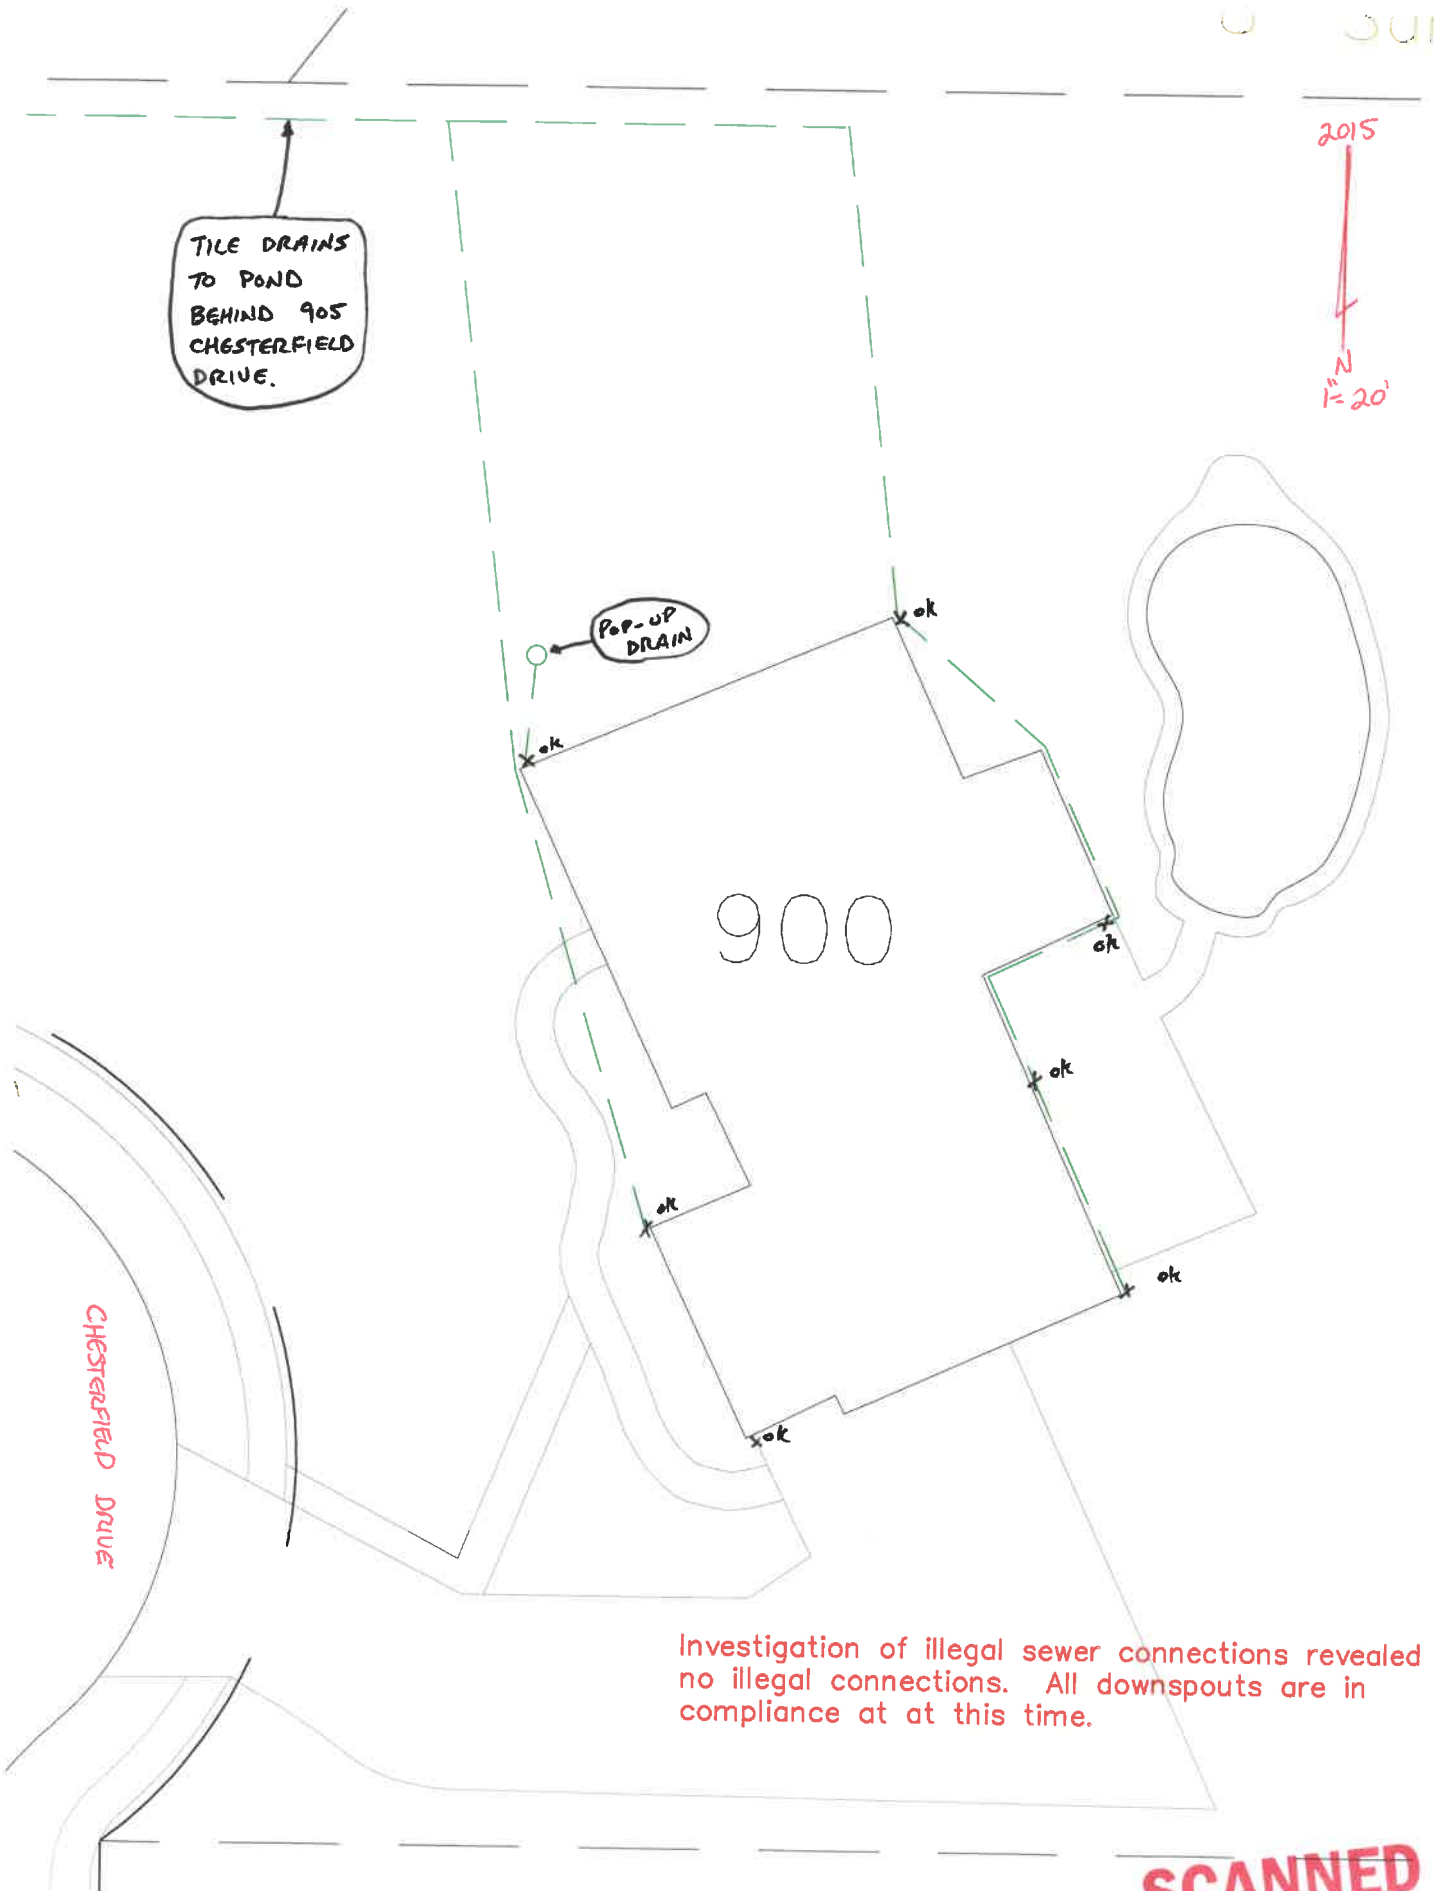 2015
N
1"=20'
TILE DRAINS
TO POND
BEHIND 905
CHESTERFIELD
DRIVE.
POP-UP
DRAIN
ok
ok
900
ok
ok
ok
ok
ok
CHESTERFIELD DRIVE
Investigation of illegal sewer connections revealed
no illegal connections. All downspouts are in
compliance at at this time.
SCANNED